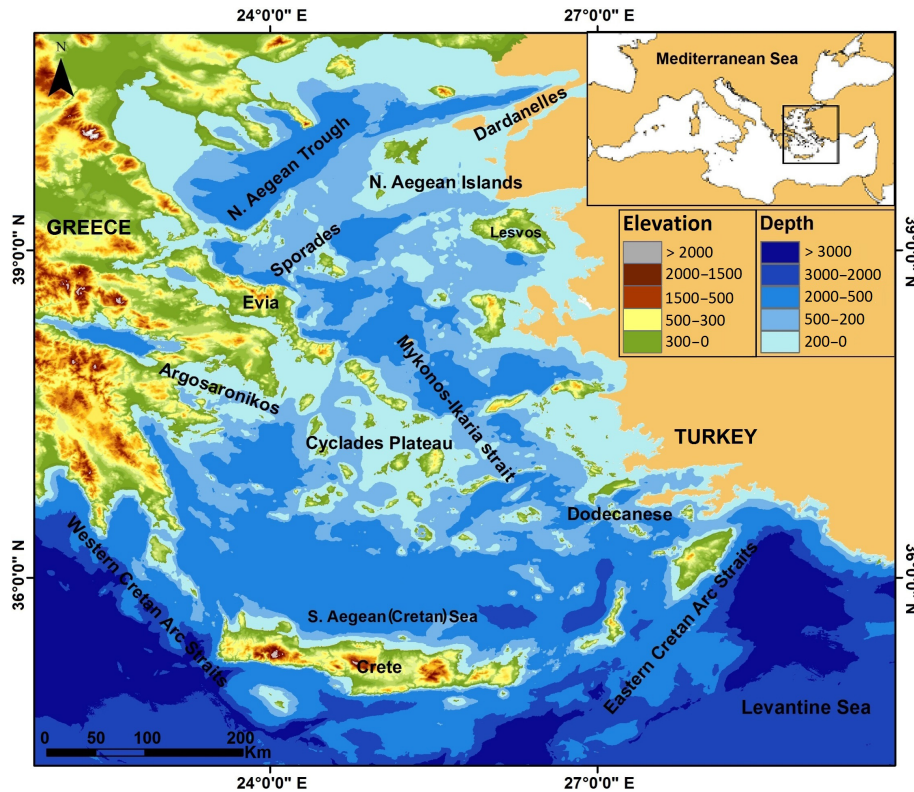 24°0'0" E
27°0'0" E
N
Mediterranean Sea
Dardanelles
N. Aegean Trough
N. Aegean Islands
GREECE
Lesvos
Elevation
Depth
> 2000
> 3000
2000–1500
3000–2000
1500–500
2000–500
500–300
500–200
300–0
200–0
39°0'0" N
39°0'0" N
Sporades
Evia
Mykonos-Ikaria strait
Argosaronikos
Cyclades Plateau
TURKEY
Dodecanese
Western Cretan Arc Straits
36°0'0" N
36°0'0" N
S. Aegean (Cretan) Sea
Eastern Cretan Arc Straits
Crete
Levantine Sea
0 50 100 200
Km
24°0'0" E
27°0'0" E